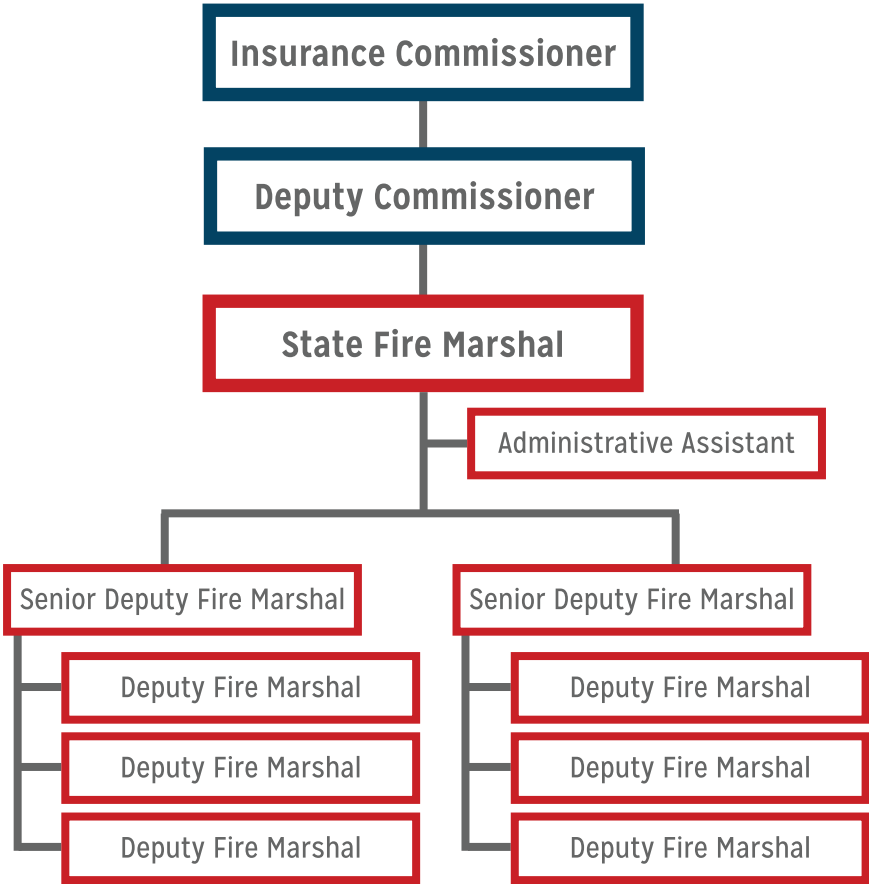 Insurance Commissioner
Deputy Commissioner
State Fire Marshal
Administrative Assistant
Senior Deputy Fire Marshal
Deputy Fire Marshal
Deputy Fire Marshal
Deputy Fire Marshal
Senior Deputy Fire Marshal
Deputy Fire Marshal
Deputy Fire Marshal
Deputy Fire Marshal